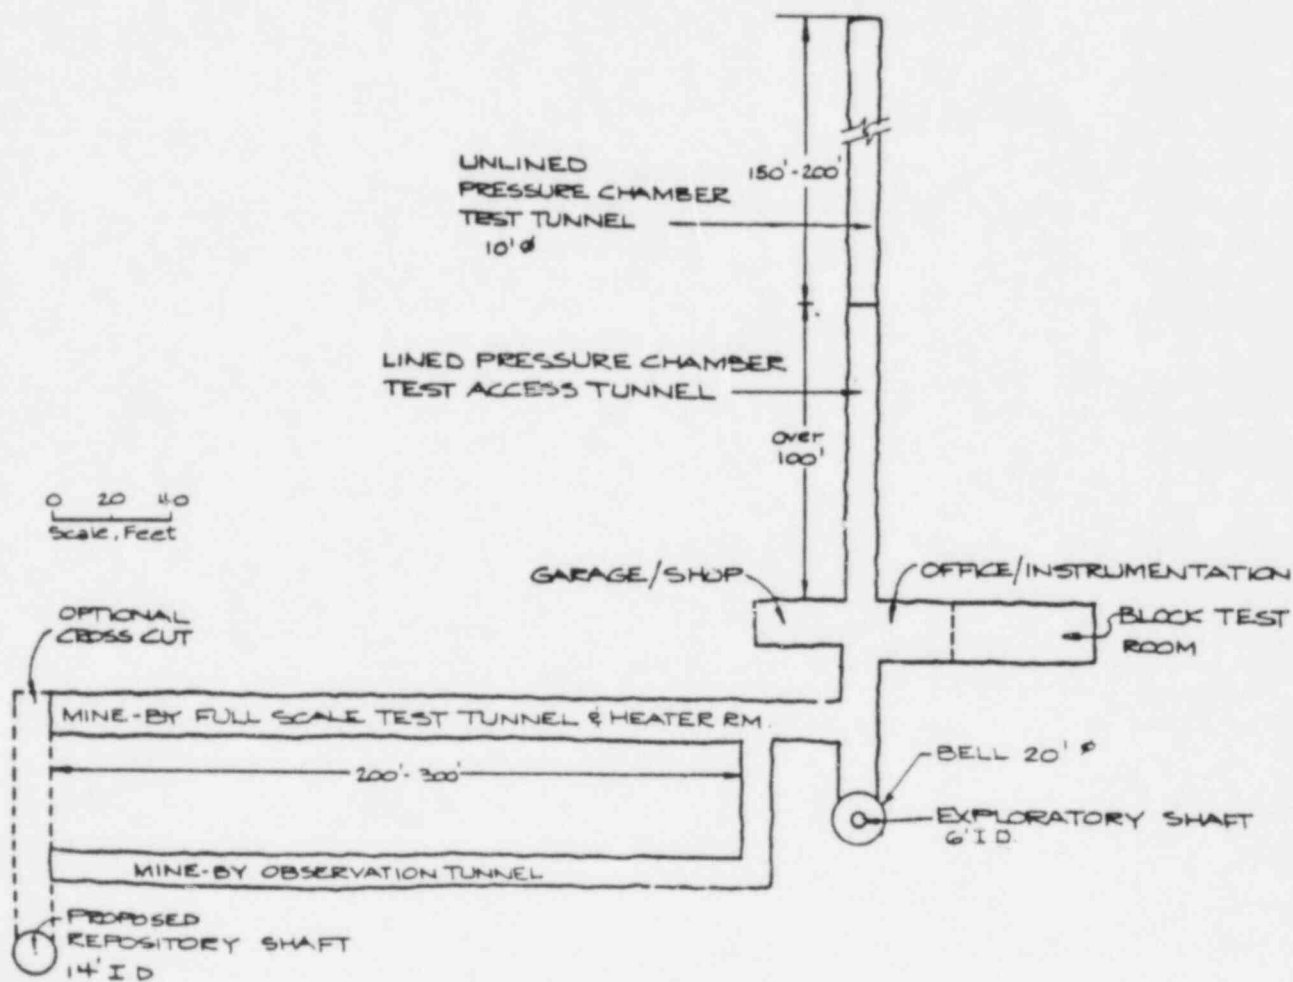 UNLINED
PRESSURE CHAMBER
TEST TUNNEL
10' ø
150'-200'
LINED PRESSURE CHAMBER
TEST ACCESS TUNNEL
over
100'
0 20 40
Scale, Feet
GARAGE/SHOP
OFFICE/INSTRUMENTATION
OPTIONAL
CROSS CUT
BLOCK TEST
ROOM
MINE-BY FULL SCALE TEST TUNNEL & HEATER RM.
200'-300'
BELL 20' ø
EXPLORATORY SHAFT
6' I D
MINE-BY OBSERVATION TUNNEL
PROPOSED
REPOSITORY SHAFT
14' I D